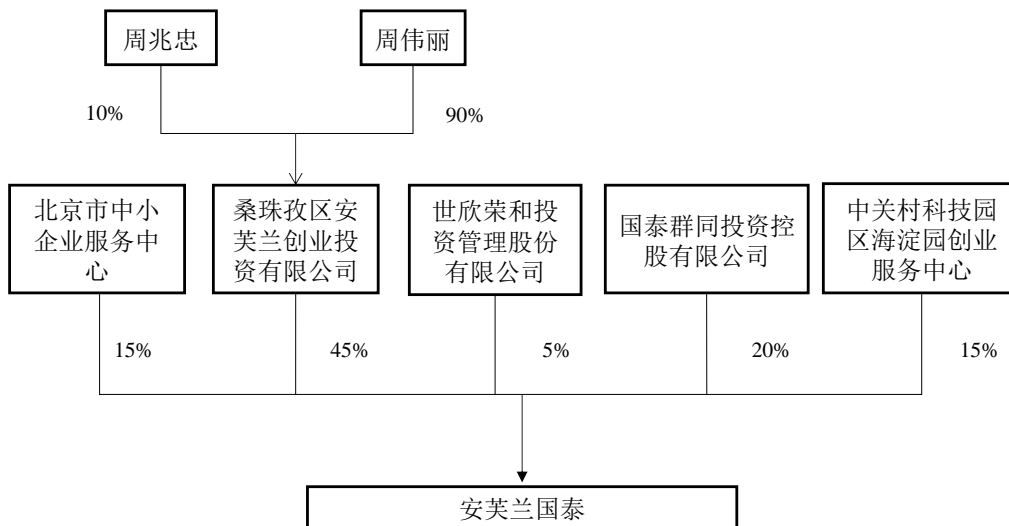 周兆忠
周伟丽
10%
90%
北京市中小
企业服务中
心
桑珠孜区安
芙兰创业投
资有限公司
世欣荣和投
资管理股份
有限公司
国泰群同投资控
股有限公司
中关村科技园
区海淀园创业
服务中心
15%
45%
5%
20%
15%
安芙兰国泰